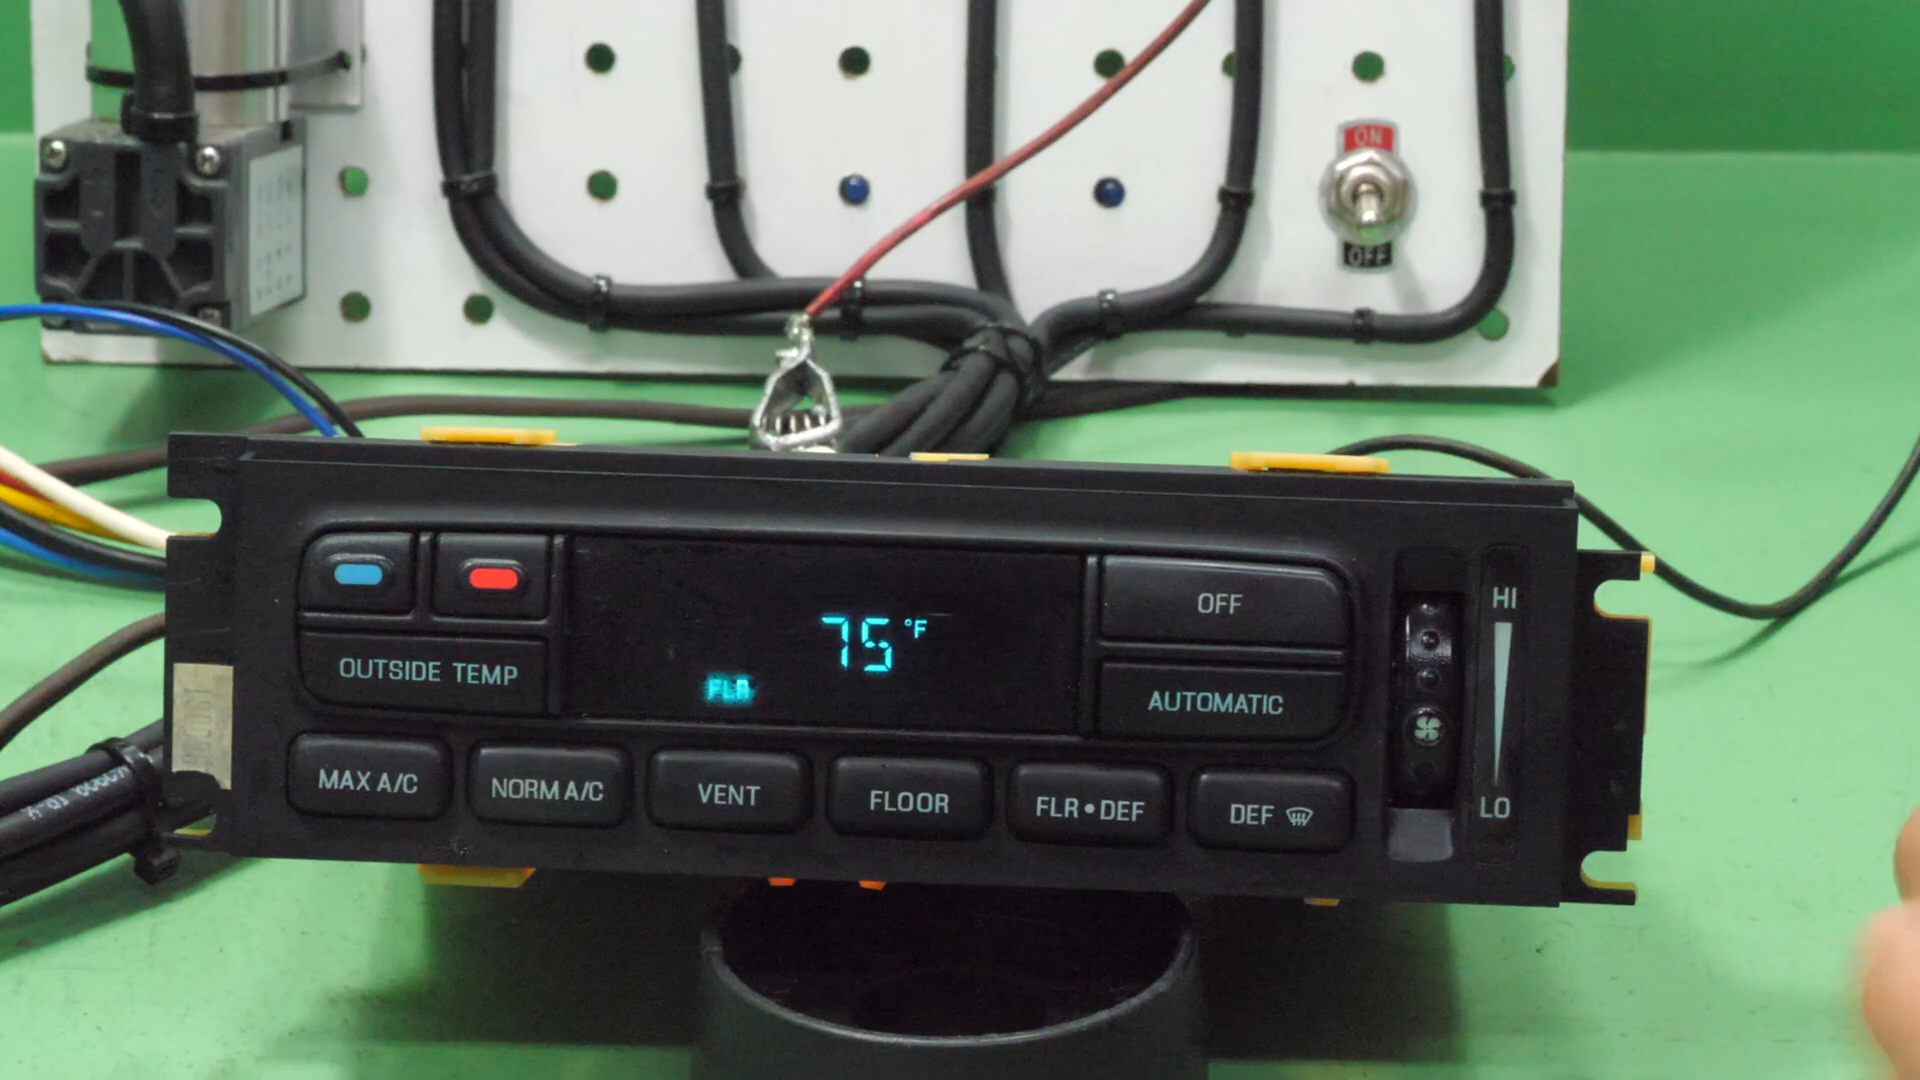 ON
OFF
75 °F
FLR
OUTSIDE TEMP
OFF
AUTOMATIC
HI
LO
MAX A/C
NORM A/C
VENT
FLOOR
FLR•DEF
DEF